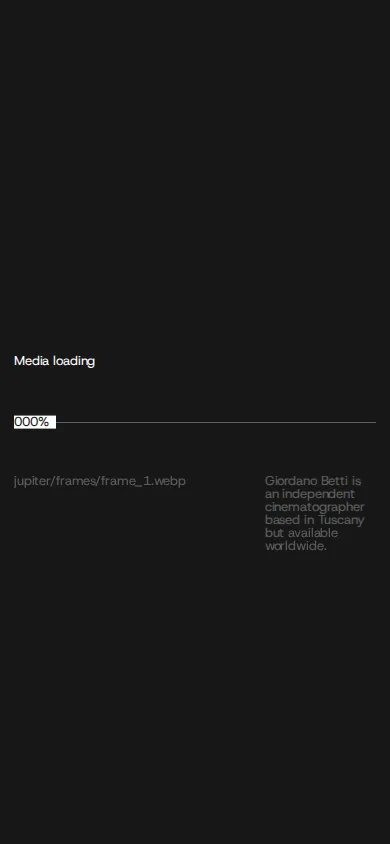 Media loading
000%
jupiter/frames/frame_1.webp
Giordano Betti is
an independent
cinematographer
based in Tuscany
but available
worldwide.